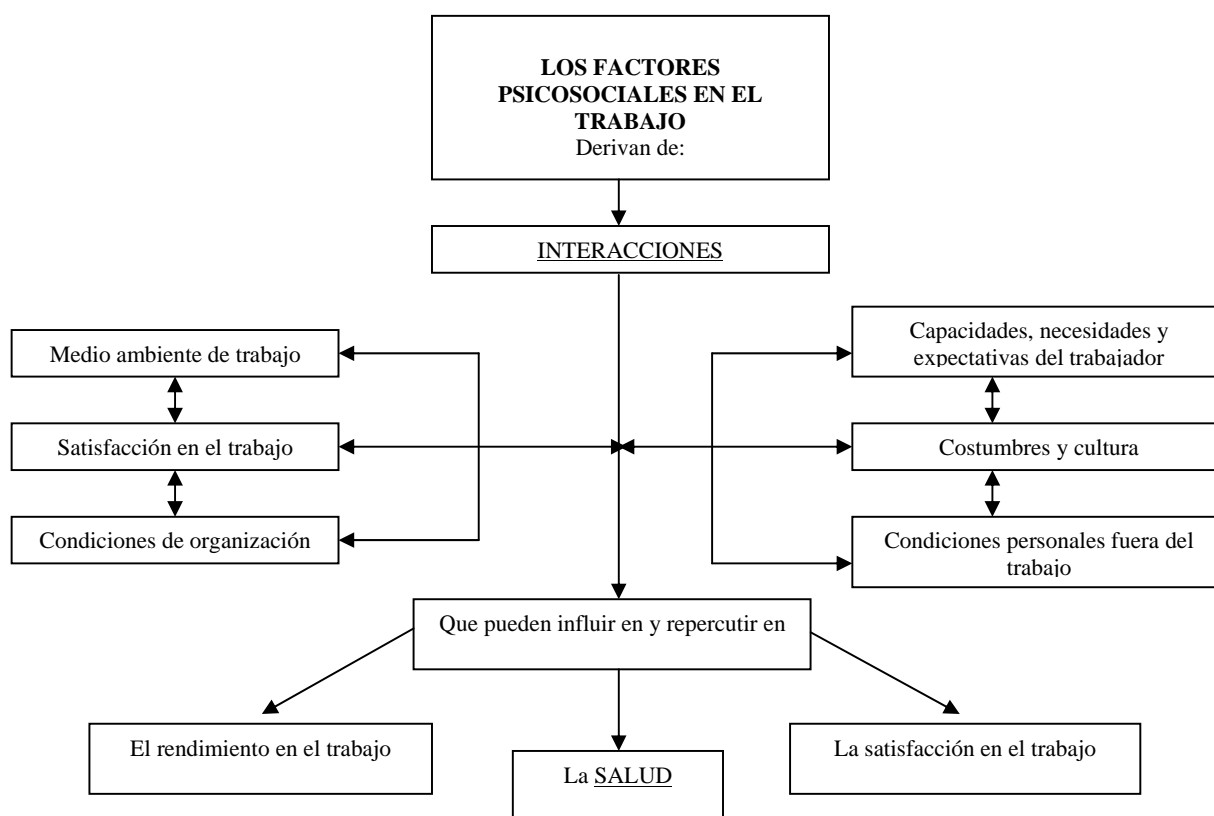 LOS FACTORES
PSICOSOCIALES EN EL
TRABAJO
Derivan de:
INTERACCIONES
Medio ambiente de trabajo
Capacidades, necesidades y
expectativas del trabajador
Satisfacción en el trabajo
Costumbres y cultura
Condiciones de organización
Condiciones personales fuera del
trabajo
Que pueden influir en y repercutir en
El rendimiento en el trabajo
La SALUD
La satisfacción en el trabajo